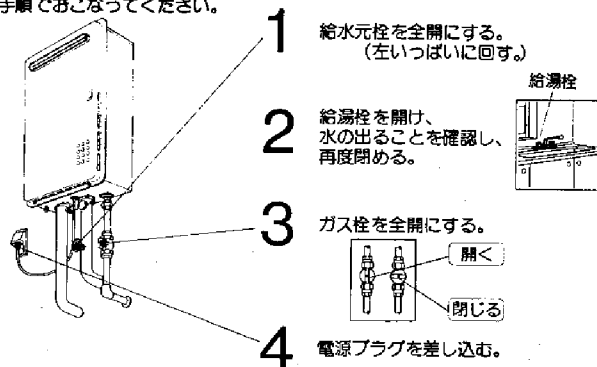 手順でおこなってください。
1
給水元栓を全開にする。
(左いっぱいに回す。)
給湯栓
2
給湯栓を開け、
水の出ることを確認し、
再度閉める。
3
ガス栓を全開にする。
開く
閉じる
4
電源プラグを差し込む。